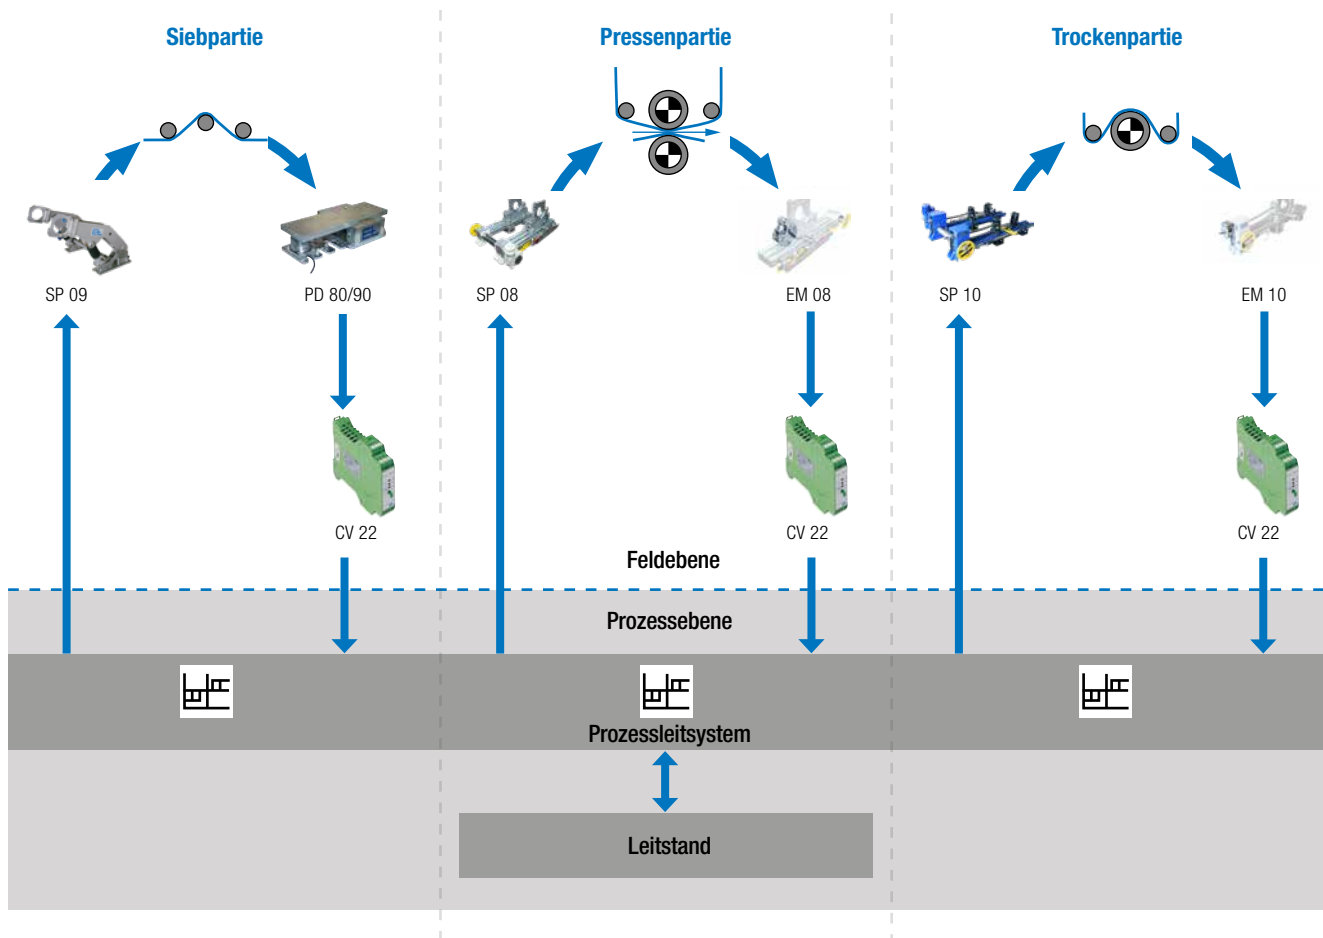 Siebpartie
Pressenpartie
Trockenpartie
SP 09
PD 80/90
SP 08
EM 08
SP 10
EM 10
CV 22
CV 22
CV 22
Feldebene
Prozessebene
Prozessleitsystem
Leitstand